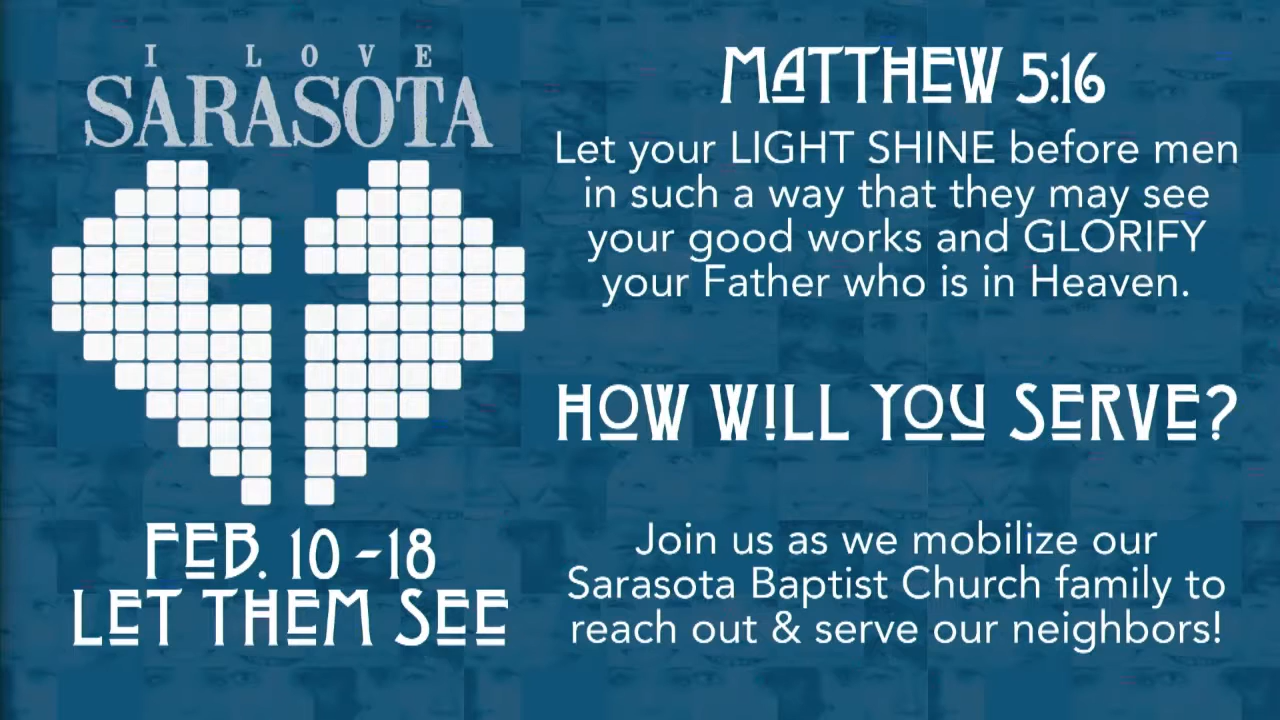 I LOVE
SARASOTA
FEB. 10 -18
LET THEM SEE
MATTHEW 5:16
Let your LIGHT SHINE before men
in such a way that they may see
your good works and GLORIFY
your Father who is in Heaven.
HOW WILL YOU SERVE?
Join us as we mobilize our
Sarasota Baptist Church family to
reach out & serve our neighbors!